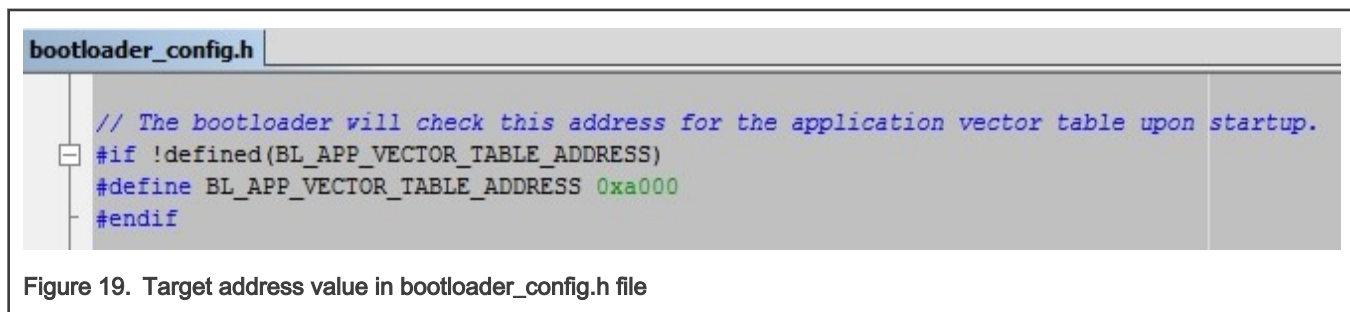 bootloader_config.h
// The bootloader will check this address for the application vector table upon startup.
#if !defined(BL_APP_VECTOR_TABLE_ADDRESS)
#define BL_APP_VECTOR_TABLE_ADDRESS 0xa000
#endif
Figure 19. Target address value in bootloader_config.h file